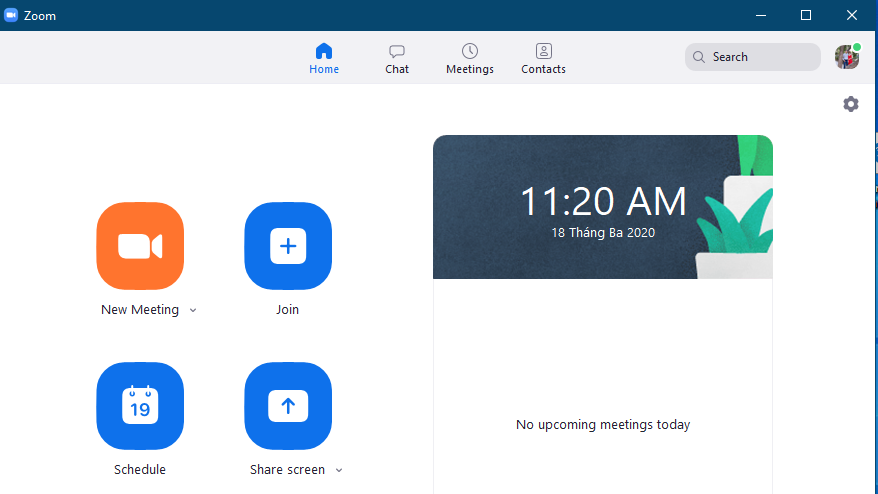 Zoom
Home
Chat
Meetings
Contacts
Search
11:20 AM
18 Tháng Ba 2020
New Meeting
Join
19
Schedule
Share screen
No upcoming meetings today